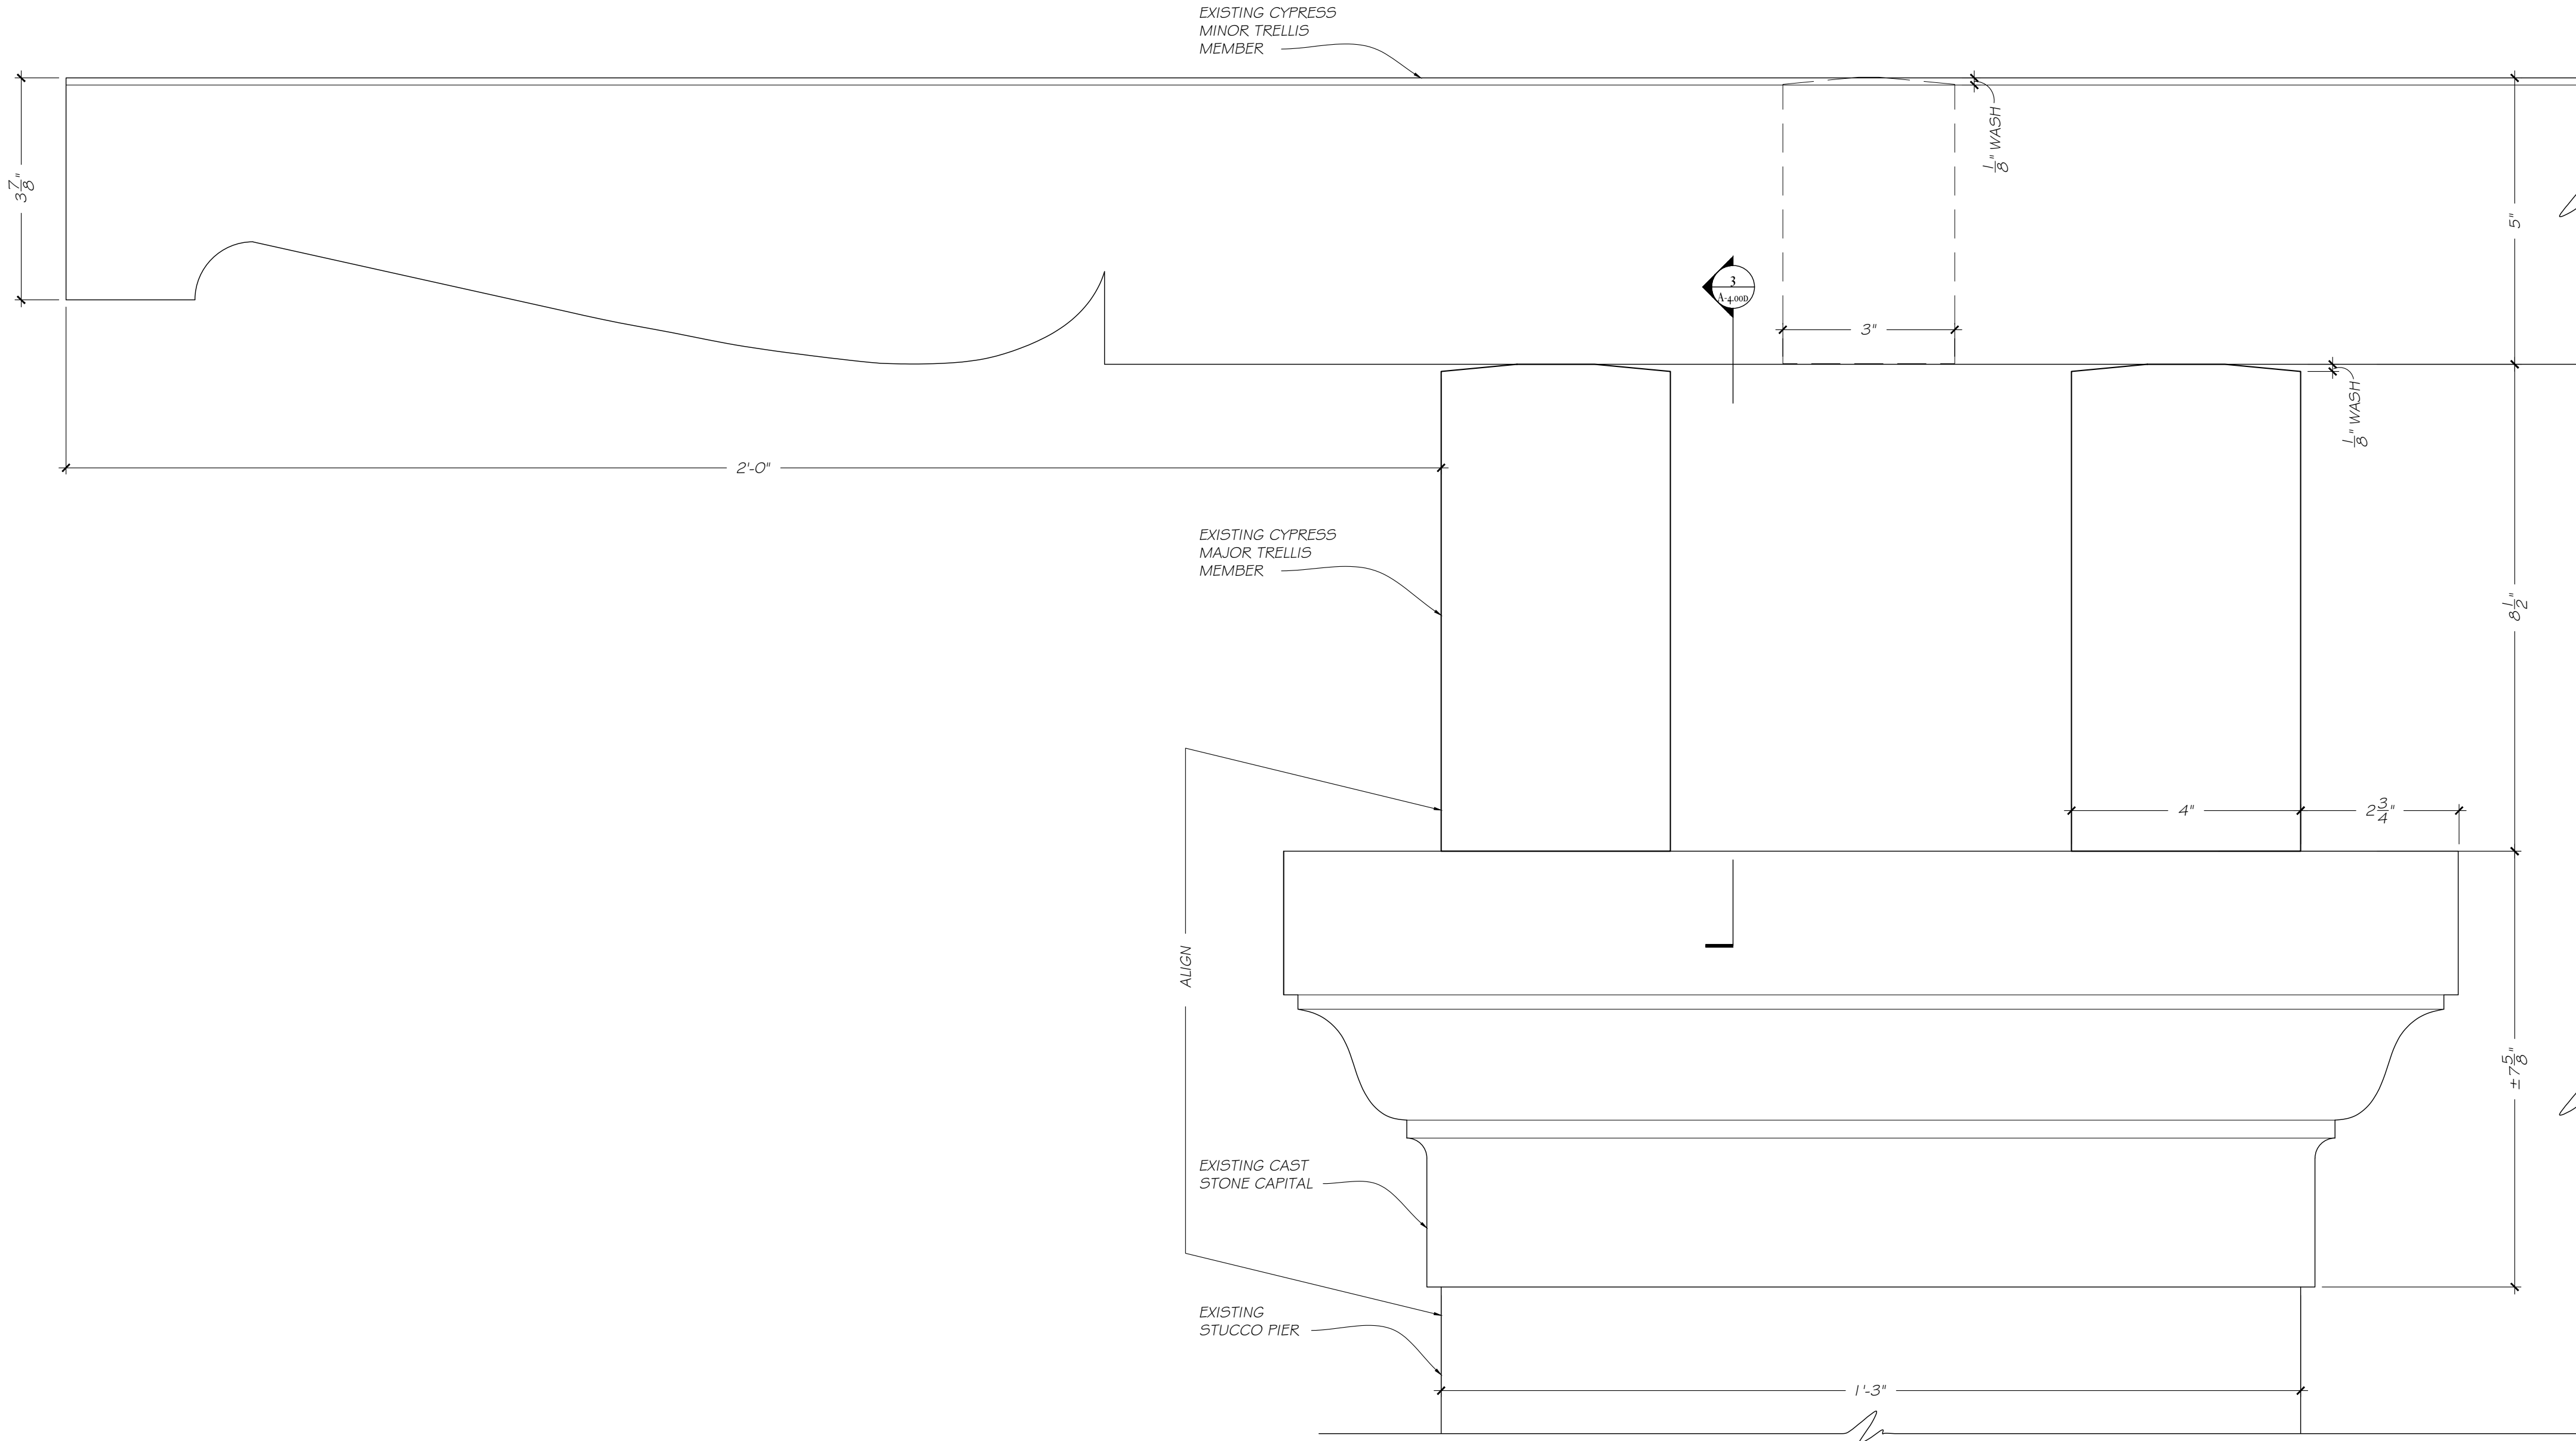 EXISTING CYPRESS
MINOR TRELLIS
MEMBER
3 7/8"
1/8" WASH
5"
3
A-4.00D
3"
1/8" WASH
2'-0"
EXISTING CYPRESS
MAJOR TRELLIS
MEMBER
8 1/2"
4"
2 3/4"
ALIGN
±7 5/8"
EXISTING CAST
STONE CAPITAL
EXISTING
STUCCO PIER
1'-3"